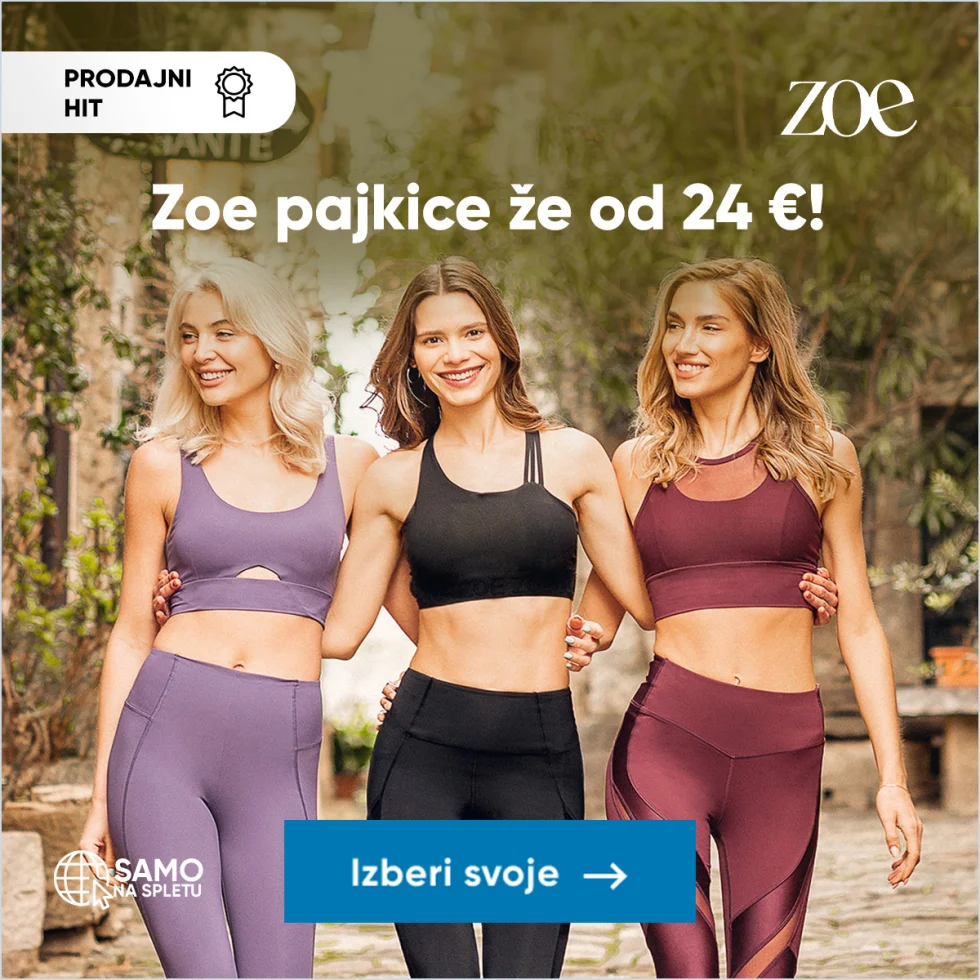 PRODAJNI
HIT
zoe
Zoe pajkice že od 24 €!
SAMO
NA SPLETU
Izberi svoje →